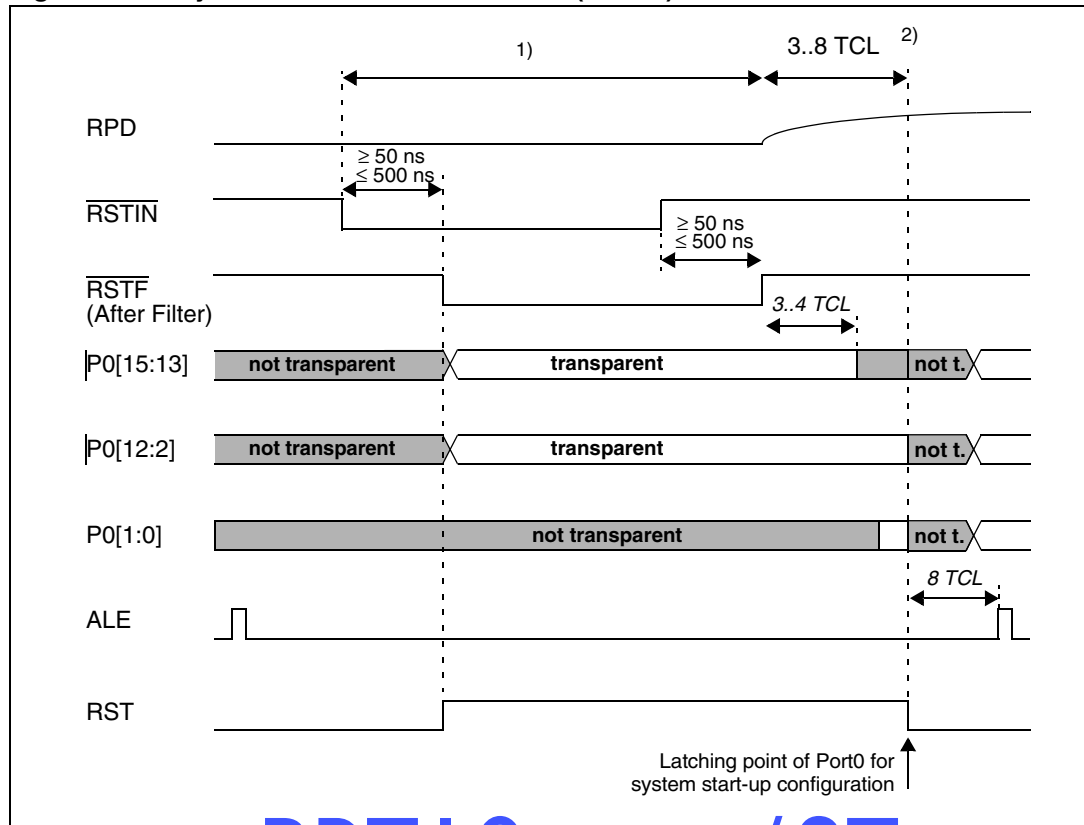 1)
3..8 TCL 2)
RPD
≥ 50 ns
≤ 500 ns
RSTIN
≥ 50 ns
≤ 500 ns
RSTF
(After Filter)
3..4 TCL
P0[15:13]
not transparent
transparent
not t.
P0[12:2]
not transparent
transparent
not t.
P0[1:0]
not transparent
not t.
8 TCL
ALE
RST
Latching point of Port0 for
system start-up configuration